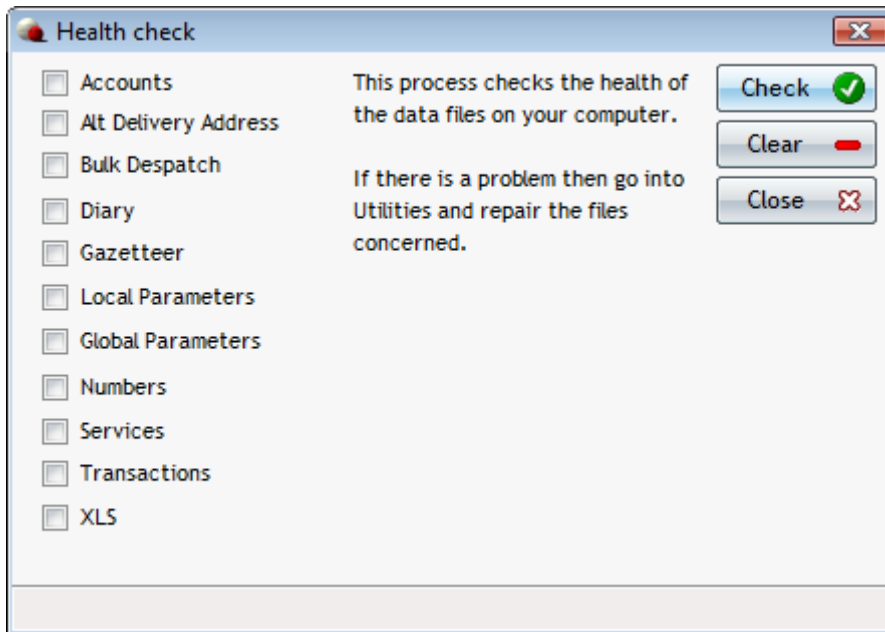 Health check
Accounts
Alt Delivery Address
Bulk Despatch
Diary
Gazetteer
Local Parameters
Global Parameters
Numbers
Services
Transactions
XLS
This process checks the health of
the data files on your computer.
If there is a problem then go into
Utilities and repair the files
concerned.
Check
Clear
Close